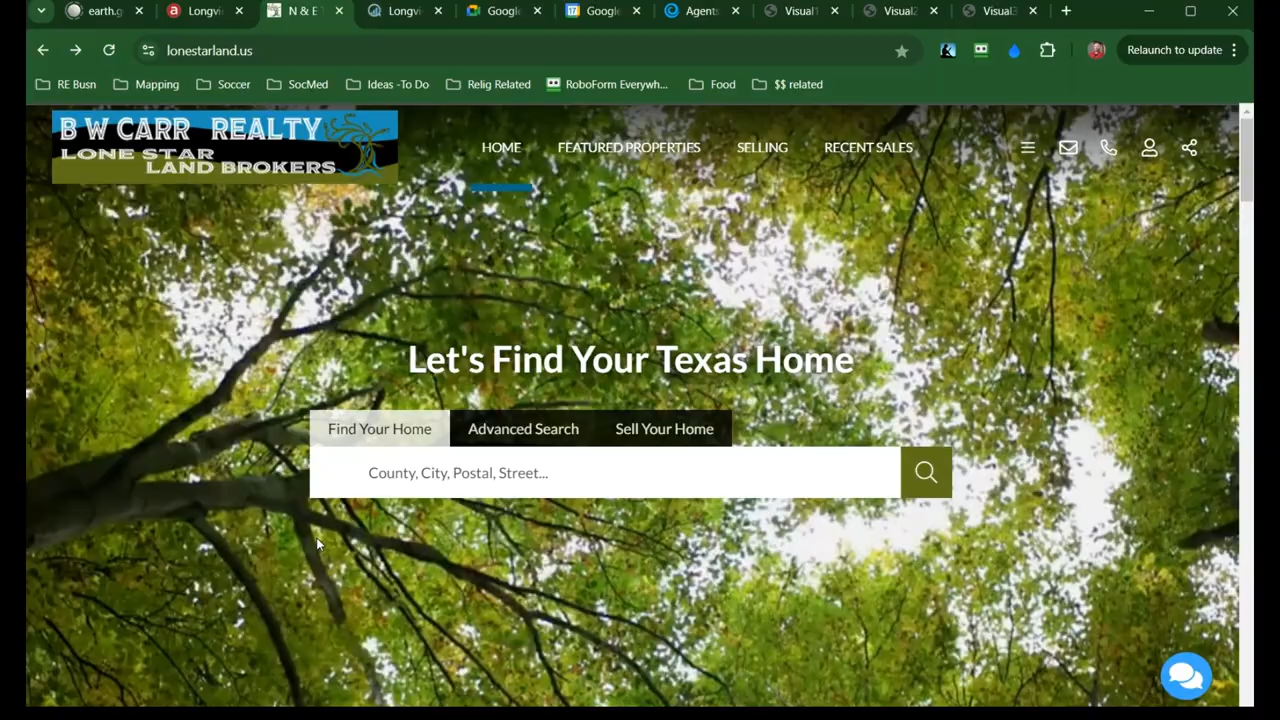 earth.g
Longvi
N & E T
Longvi
Google
17
Google
Agents
Visual1
Visual2
Visual3
lonestarland.us
Relaunch to update
RE Busn
Mapping
Soccer
SocMed
Ideas -To Do
Relig Related
RoboForm Everywh...
Food
$$ related
B W CARR REALTY
LONE STAR
LAND BROKERS
HOME
FEATURED PROPERTIES
SELLING
RECENT SALES
Let's Find Your Texas Home
Find Your Home
Advanced Search
Sell Your Home
County, City, Postal, Street...